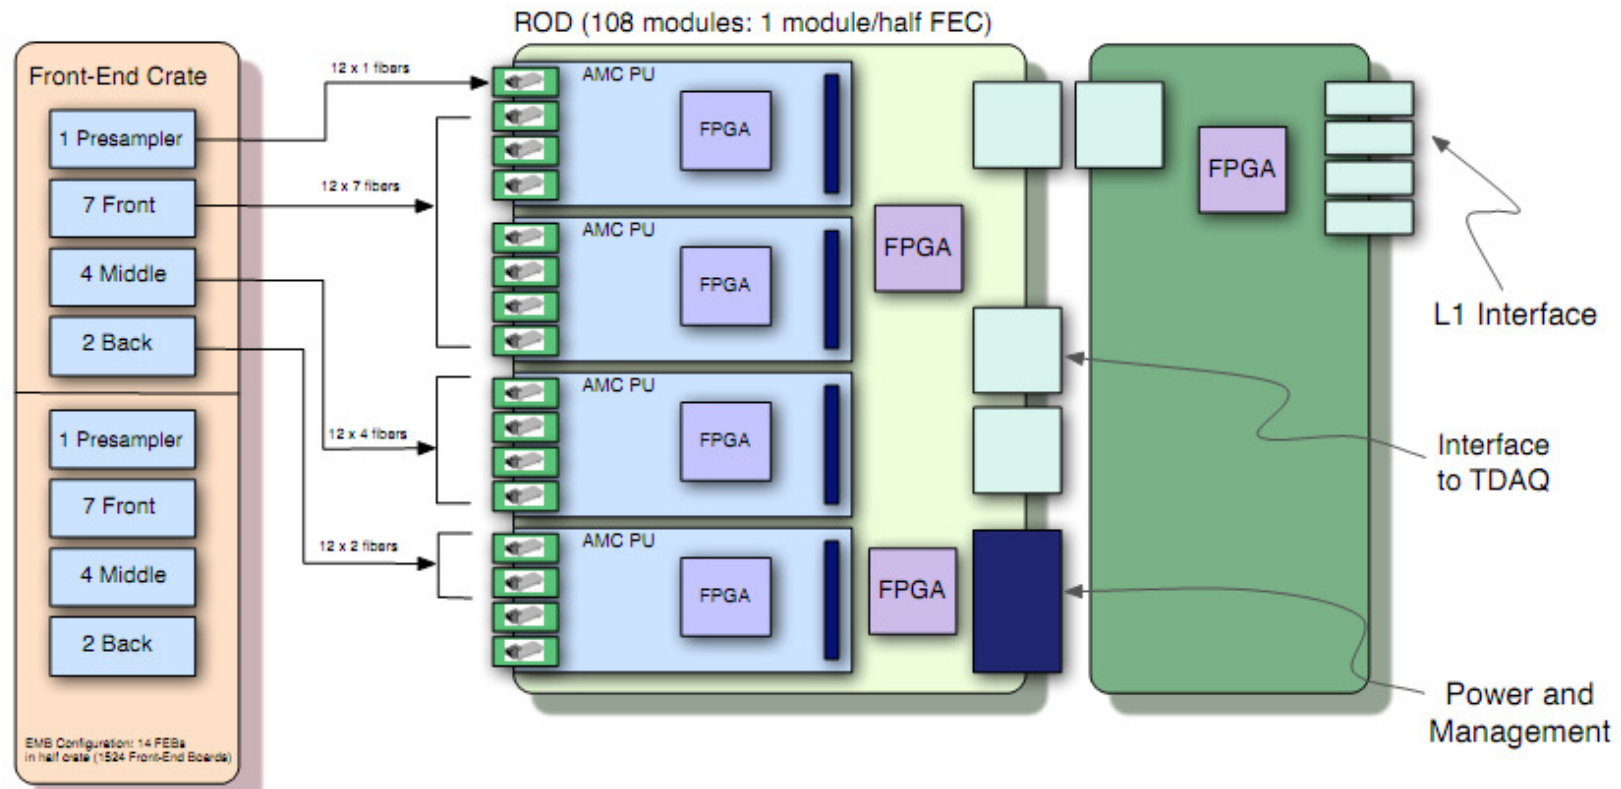 ROD (108 modules: 1 module/half FEC)
Front-End Crate
1 Presampler
7 Front
4 Middle
2 Back
1 Presampler
7 Front
4 Middle
2 Back
EMB Configuration: 14 FEBs
in half crate (1524 Front-End Boards)
12 x 1 fibers
12 x 7 fibers
12 x 4 fibers
12 x 2 fibers
AMC PU
FPGA
AMC PU
FPGA
AMC PU
FPGA
AMC PU
FPGA
FPGA
FPGA
FPGA
L1 Interface
Interface
to TDAQ
Power and
Management